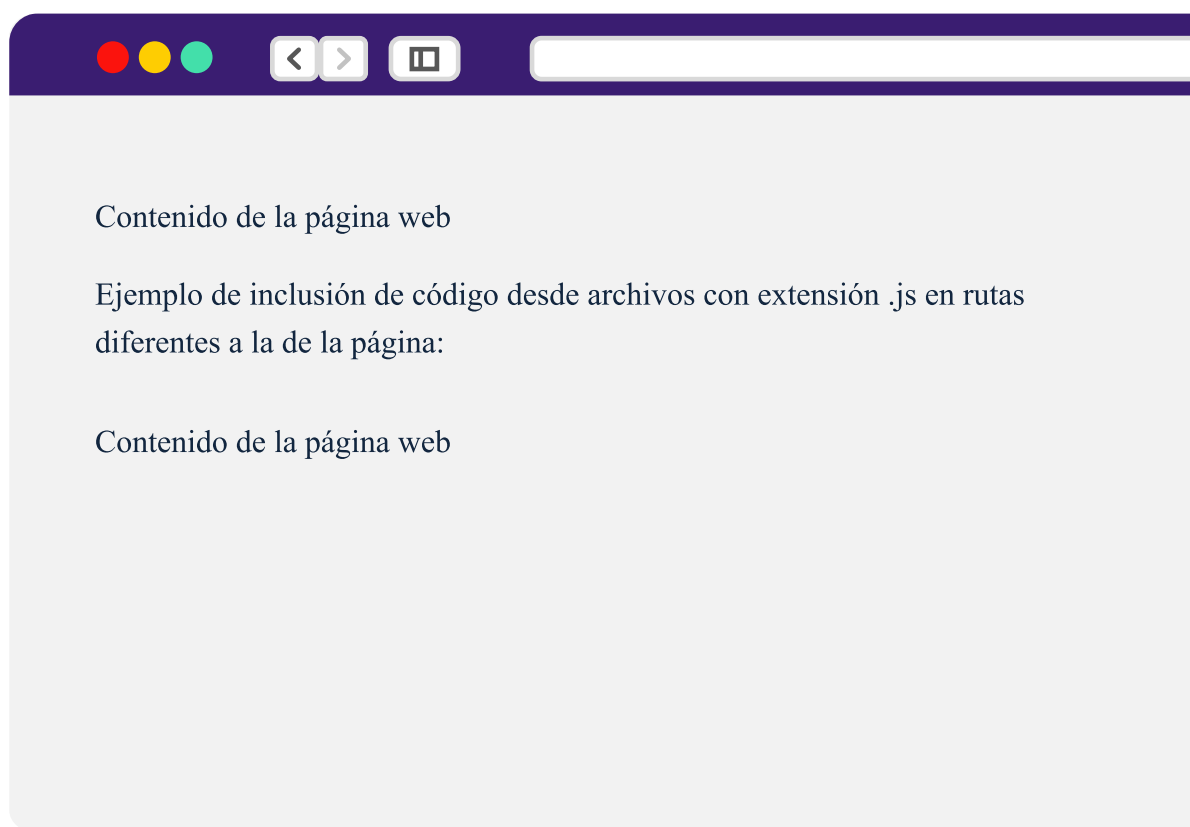 Contenido de la página web
Ejemplo de inclusión de código desde archivos con extensión .js en rutas
diferentes a la de la página:
Contenido de la página web